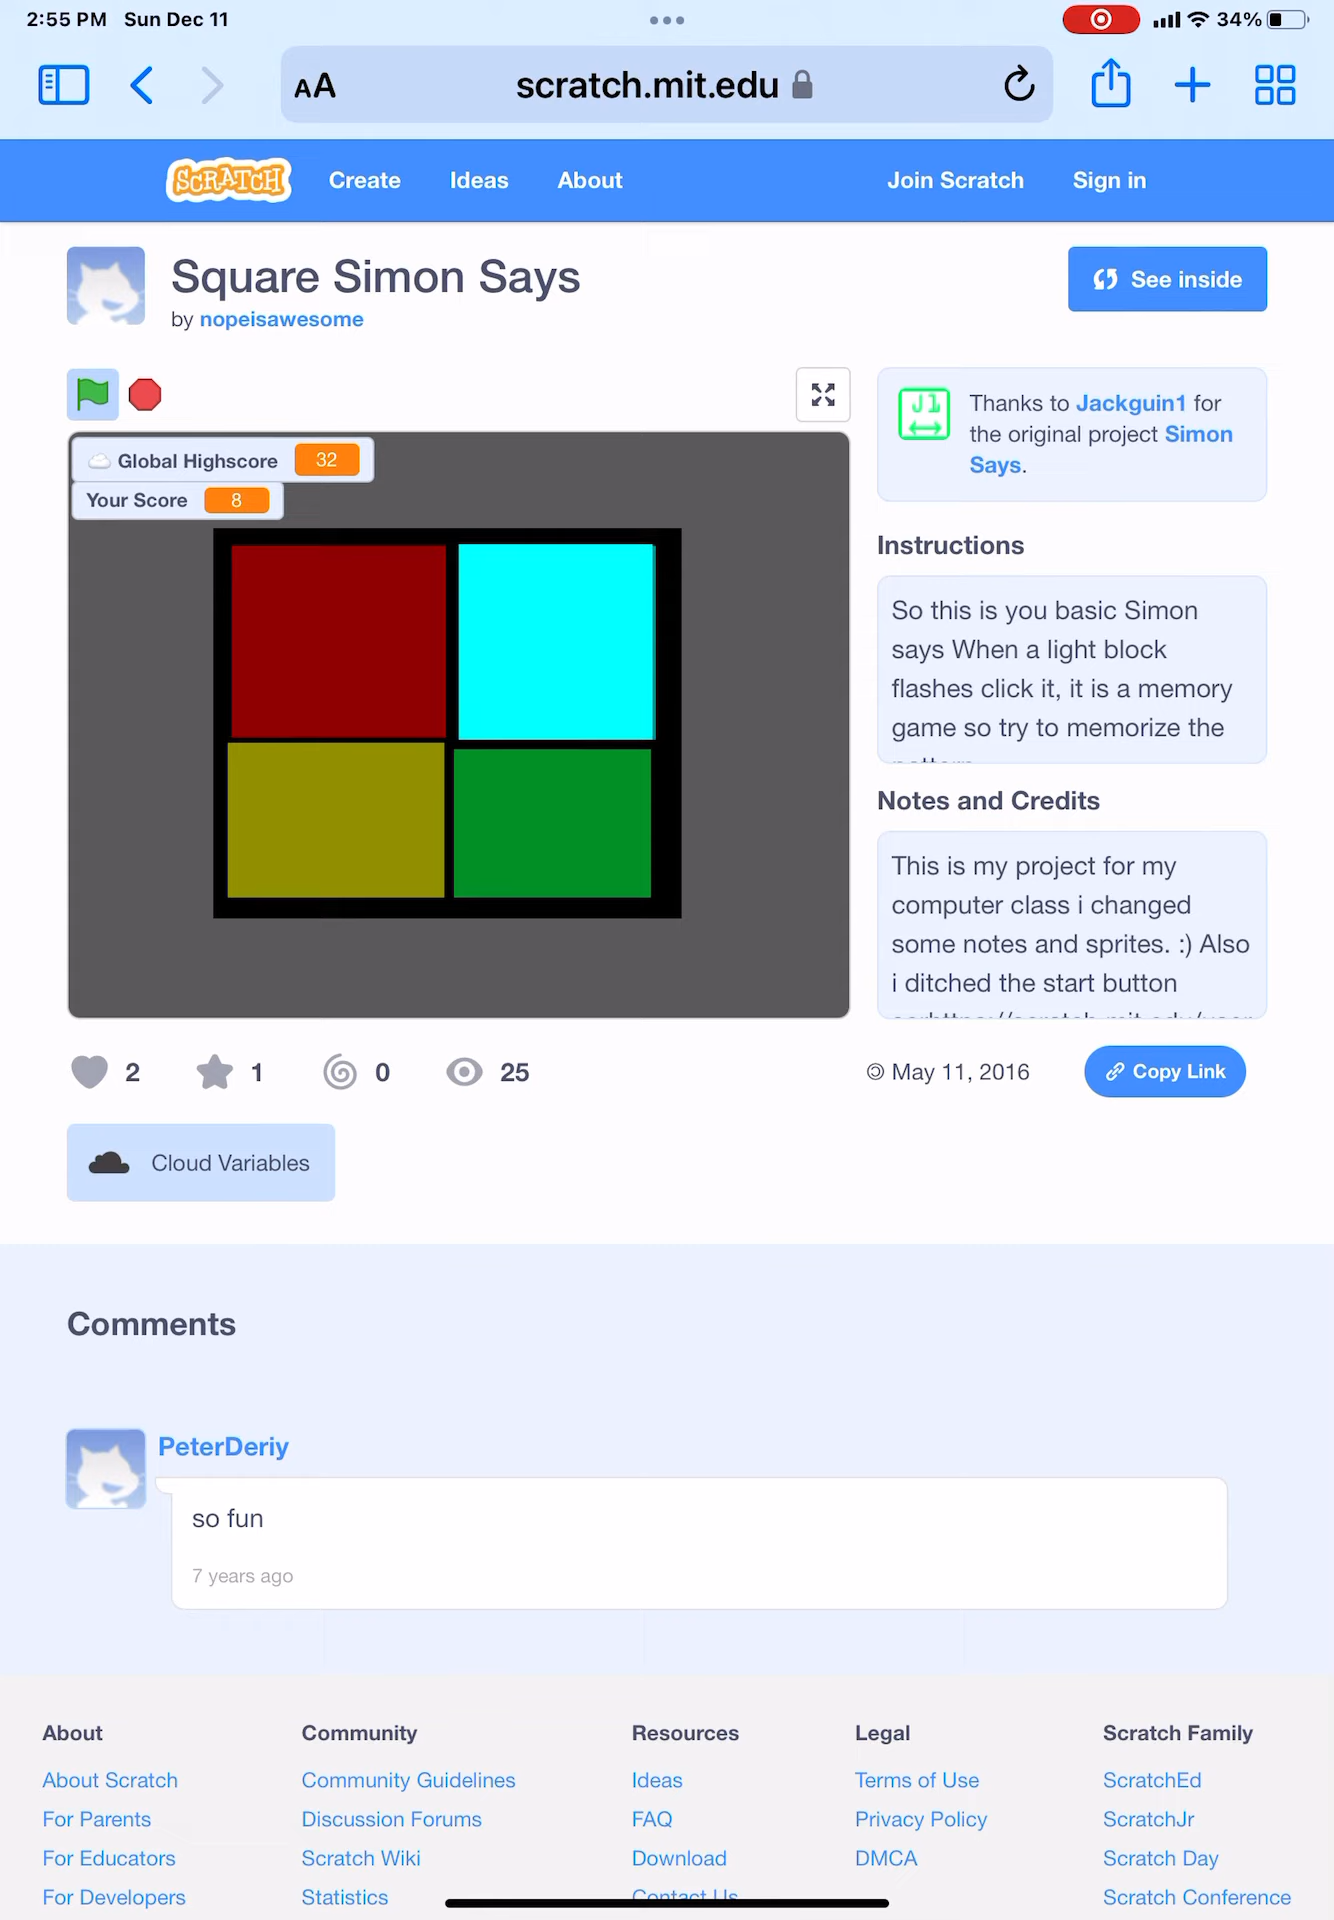 2:55 PM Sun Dec 11
34%
AA
scratch.mit.edu
SCRATCH
Create
Ideas
About
Join Scratch
Sign in
Square Simon Says
by nopeisawesome
See inside
Global Highscore 32
Your Score 8
J1
Thanks to Jackguin1 for
the original project Simon
Says.
Instructions
So this is you basic Simon
says When a light block
flashes click it, it is a memory
game so try to memorize the
Notes and Credits
This is my project for my
computer class i changed
some notes and sprites. :) Also
i ditched the start button
2
1
0
25
May 11, 2016
Copy Link
Cloud Variables
Comments
PeterDeriy
so fun
7 years ago
About
Community
Resources
Legal
Scratch Family
About Scratch
Community Guidelines
Ideas
Terms of Use
ScratchEd
For Parents
Discussion Forums
FAQ
Privacy Policy
ScratchJr
For Educators
Scratch Wiki
Download
DMCA
Scratch Day
For Developers
Statistics
Contact Us
Scratch Conference